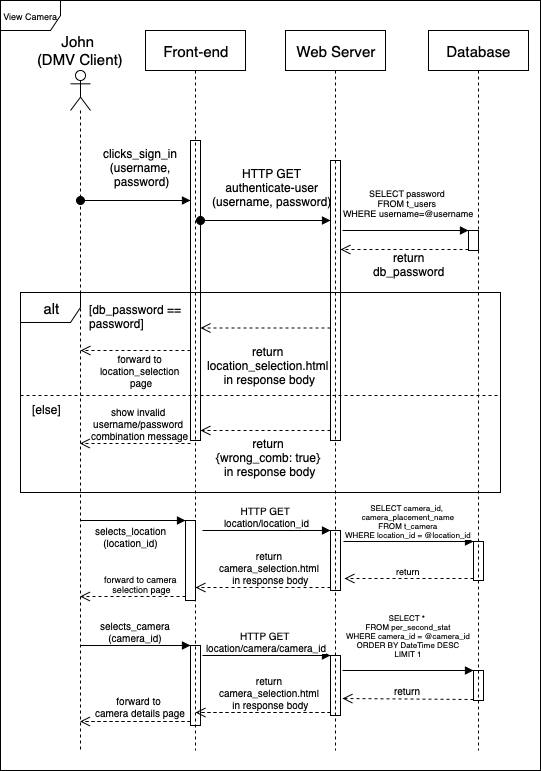 View Camera
John
(DMV Client)
Front-end
Web Server
Database
clicks_sign_in
(username,
password)
HTTP GET
authenticate-user
(username, password)
SELECT password
FROM t_users
WHERE username=@username
return
db_password
alt
[db_password ==
password]
return
location_selection.html
in response body
forward to
location_selection
page
[else]
show invalid
username/password
combination message
return
{wrong_comb: true}
in response body
selects_location
(location_id)
HTTP GET
location/location_id
SELECT camera_id,
camera_placement_name
FROM t_camera
WHERE location_id = @location_id
return
return
camera_selection.html
in response body
forward to camera
selection page
selects_camera
(camera_id)
HTTP GET
location/camera/camera_id
SELECT *
FROM per_second_stat
WHERE camera_id = @camera_id
ORDER BY DateTime DESC
LIMIT 1
return
return
camera_selection.html
in response body
forward to
camera details page